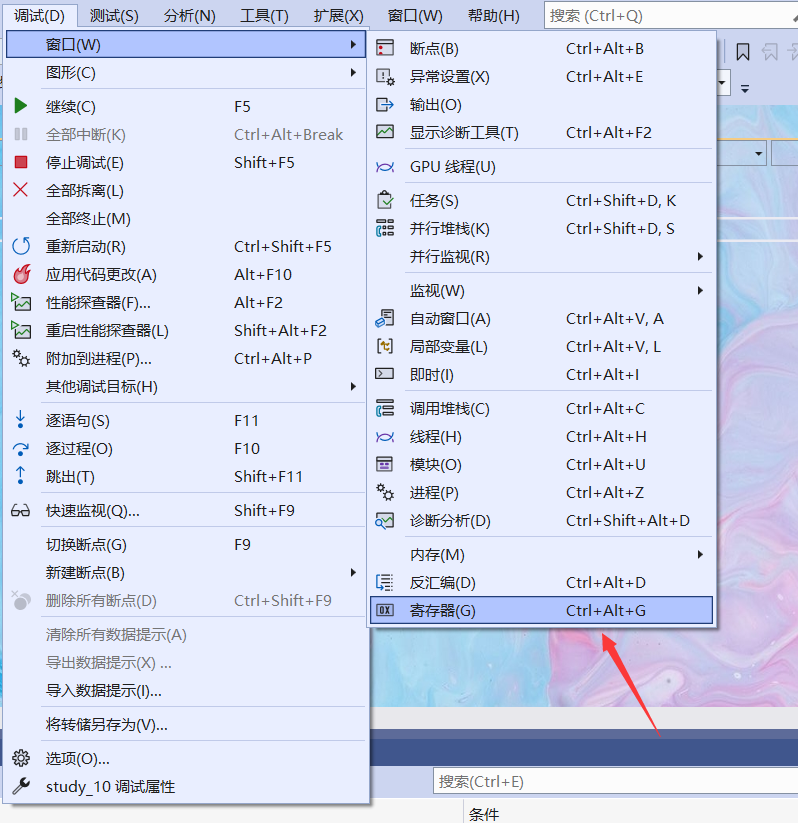 调试(D) 测试(S) 分析(N) 工具(T) 扩展(X) 窗口(W) 帮助(H) 搜索 (Ctrl+Q)
窗口(W)
图形(C)
继续(C) F5
全部中断(K) Ctrl+Alt+Break
停止调试(E) Shift+F5
全部拆离(L)
全部终止(M)
重新启动(R) Ctrl+Shift+F5
应用代码更改(A) Alt+F10
性能探查器(F)... Alt+F2
重启性能探查器(L) Shift+Alt+F2
附加到进程(P)... Ctrl+Alt+P
其他调试目标(H)
逐语句(S) F11
逐过程(O) F10
跳出(T) Shift+F11
快速监视(Q)... Shift+F9
切换断点(G) F9
新建断点(B)
删除所有断点(D) Ctrl+Shift+F9
清除所有数据提示(A)
导出数据提示(X) ...
导入数据提示(I)...
将转储另存为(V)...
选项(O)...
study_10 调试属性
断点(B) Ctrl+Alt+B
异常设置(X) Ctrl+Alt+E
输出(O)
显示诊断工具(T) Ctrl+Alt+F2
GPU 线程(U)
任务(S) Ctrl+Shift+D, K
并行堆栈(K) Ctrl+Shift+D, S
并行监视(R)
监视(W)
自动窗口(A) Ctrl+Alt+V, A
局部变量(L) Ctrl+Alt+V, L
即时(I) Ctrl+Alt+I
调用堆栈(C) Ctrl+Alt+C
线程(H) Ctrl+Alt+H
模块(O) Ctrl+Alt+U
进程(P) Ctrl+Alt+Z
诊断分析(D) Ctrl+Shift+Alt+D
内存(M)
反汇编(D) Ctrl+Alt+D
寄存器(G) Ctrl+Alt+G
搜索(Ctrl+E)
条件